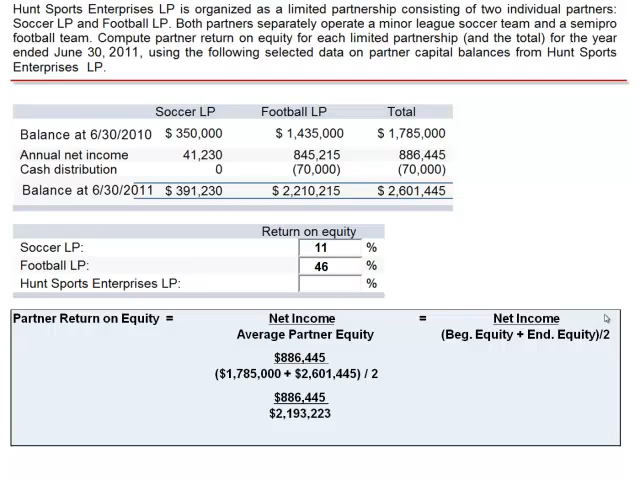 Hunt Sports Enterprises LP is organized as a limited partnership consisting of two individual partners:
Soccer LP and Football LP. Both partners separately operate a minor league soccer team and a semipro
football team. Compute partner return on equity for each limited partnership (and the total) for the year
ended June 30, 2011, using the following selected data on partner capital balances from Hunt Sports
Enterprises LP.
Soccer LP Football LP Total
Balance at 6/30/2010 $ 350,000 $ 1,435,000 $ 1,785,000
Annual net income 41,230 845,215 886,445
Cash distribution 0 (70,000) (70,000)
Balance at 6/30/2011 $ 391,230 $ 2,210,215 $ 2,601,445
Return on equity
Soccer LP: 11 %
Football LP: 46 %
Hunt Sports Enterprises LP: %
Partner Return on Equity = Net Income = Net Income
Average Partner Equity (Beg. Equity + End. Equity)/2
$886,445
($1,785,000 + $2,601,445) / 2
$886,445
$2,193,223